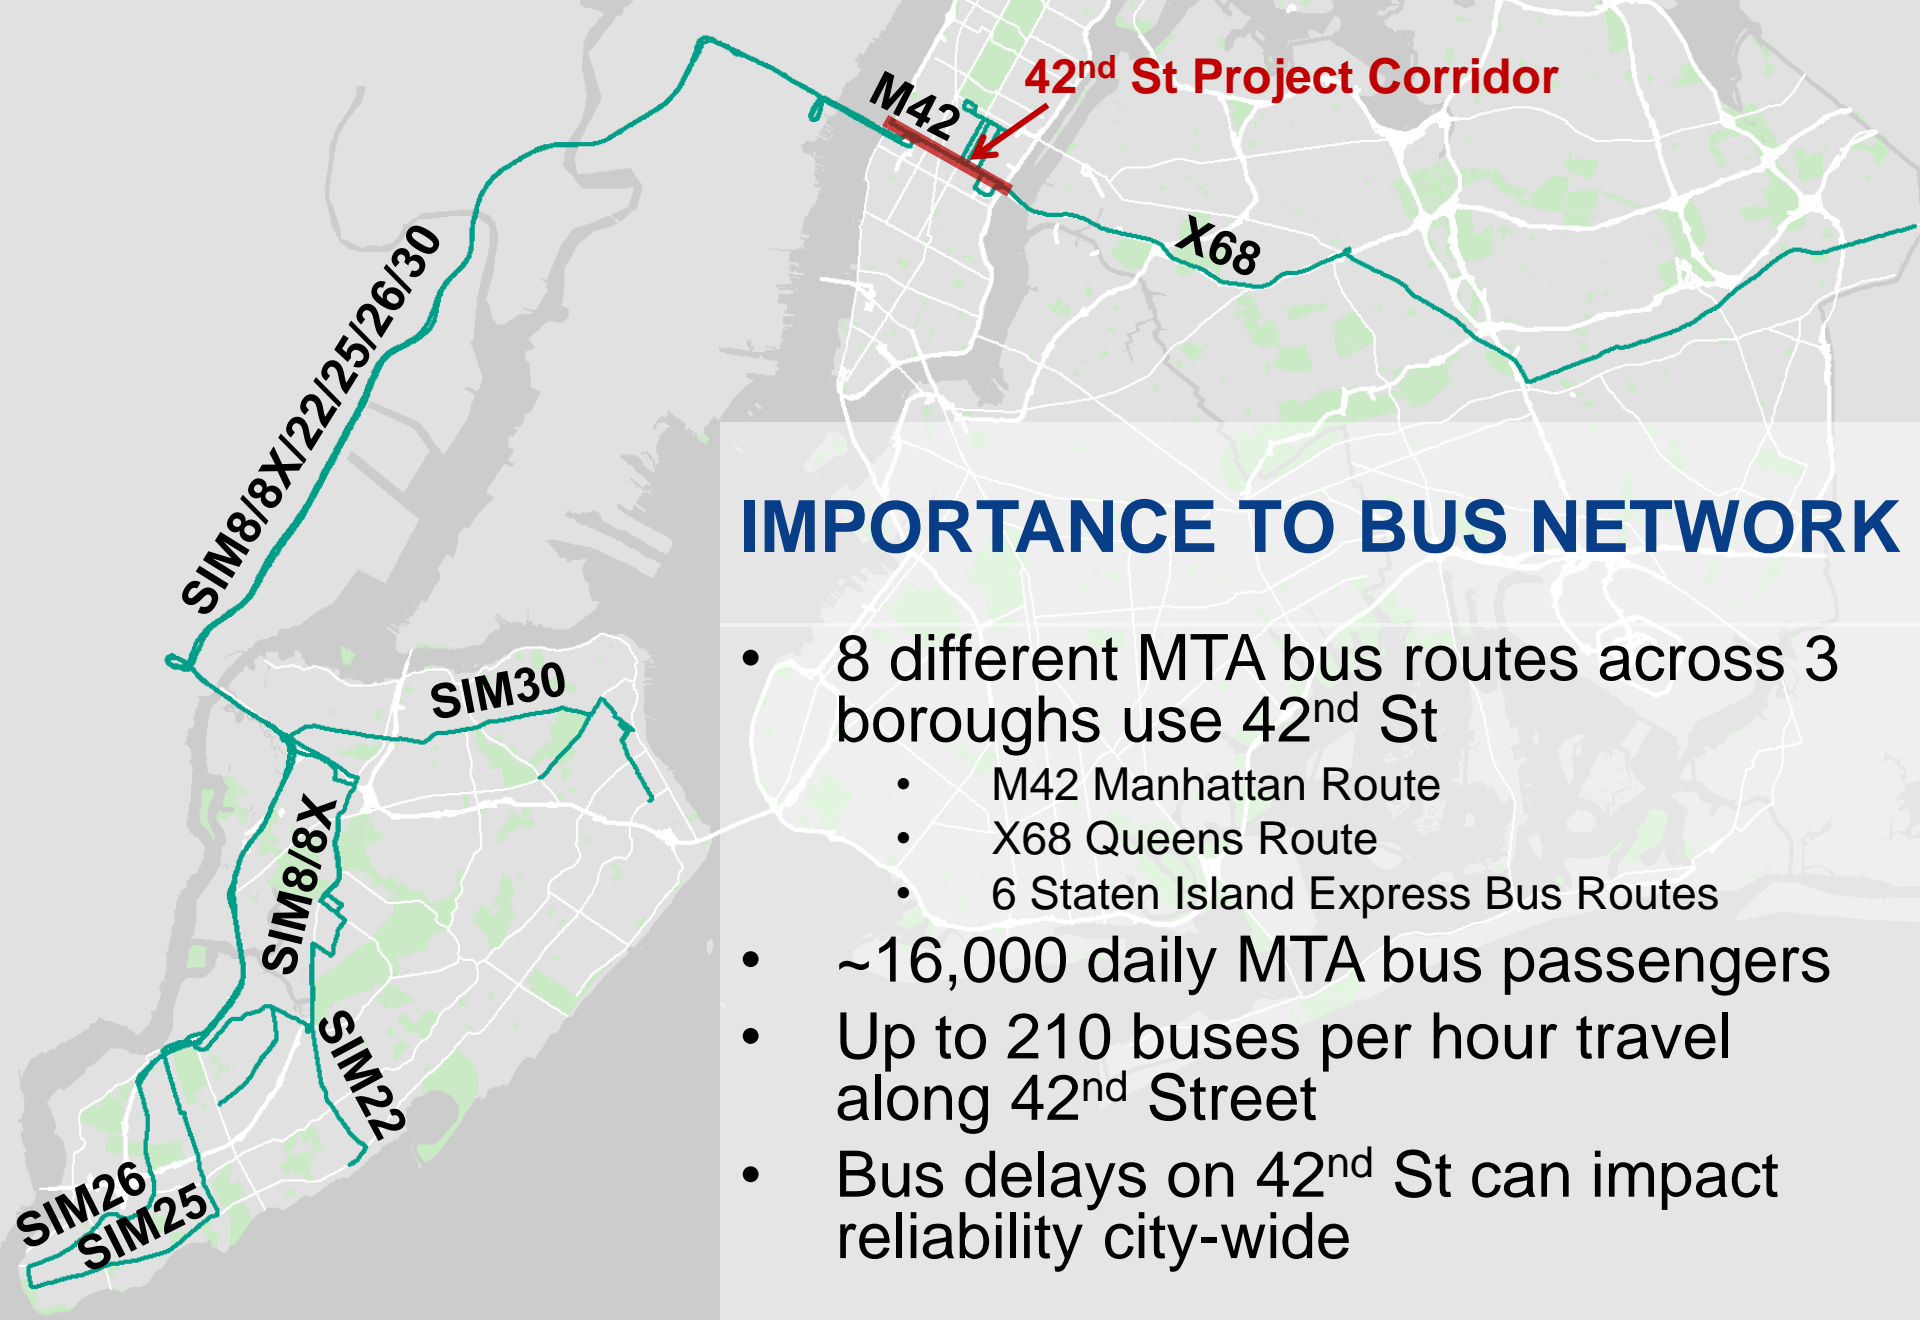 42nd St Project Corridor
M42
X68
SIM8/8X/22/25/26/30
SIM30
SIM8/8X
SIM22
SIM26
SIM25
IMPORTANCE TO BUS NETWORK
• 8 different MTA bus routes across 3
boroughs use 42nd St
• M42 Manhattan Route
• X68 Queens Route
• 6 Staten Island Express Bus Routes
• ~16,000 daily MTA bus passengers
• Up to 210 buses per hour travel
along 42nd Street
• Bus delays on 42nd St can impact
reliability city-wide